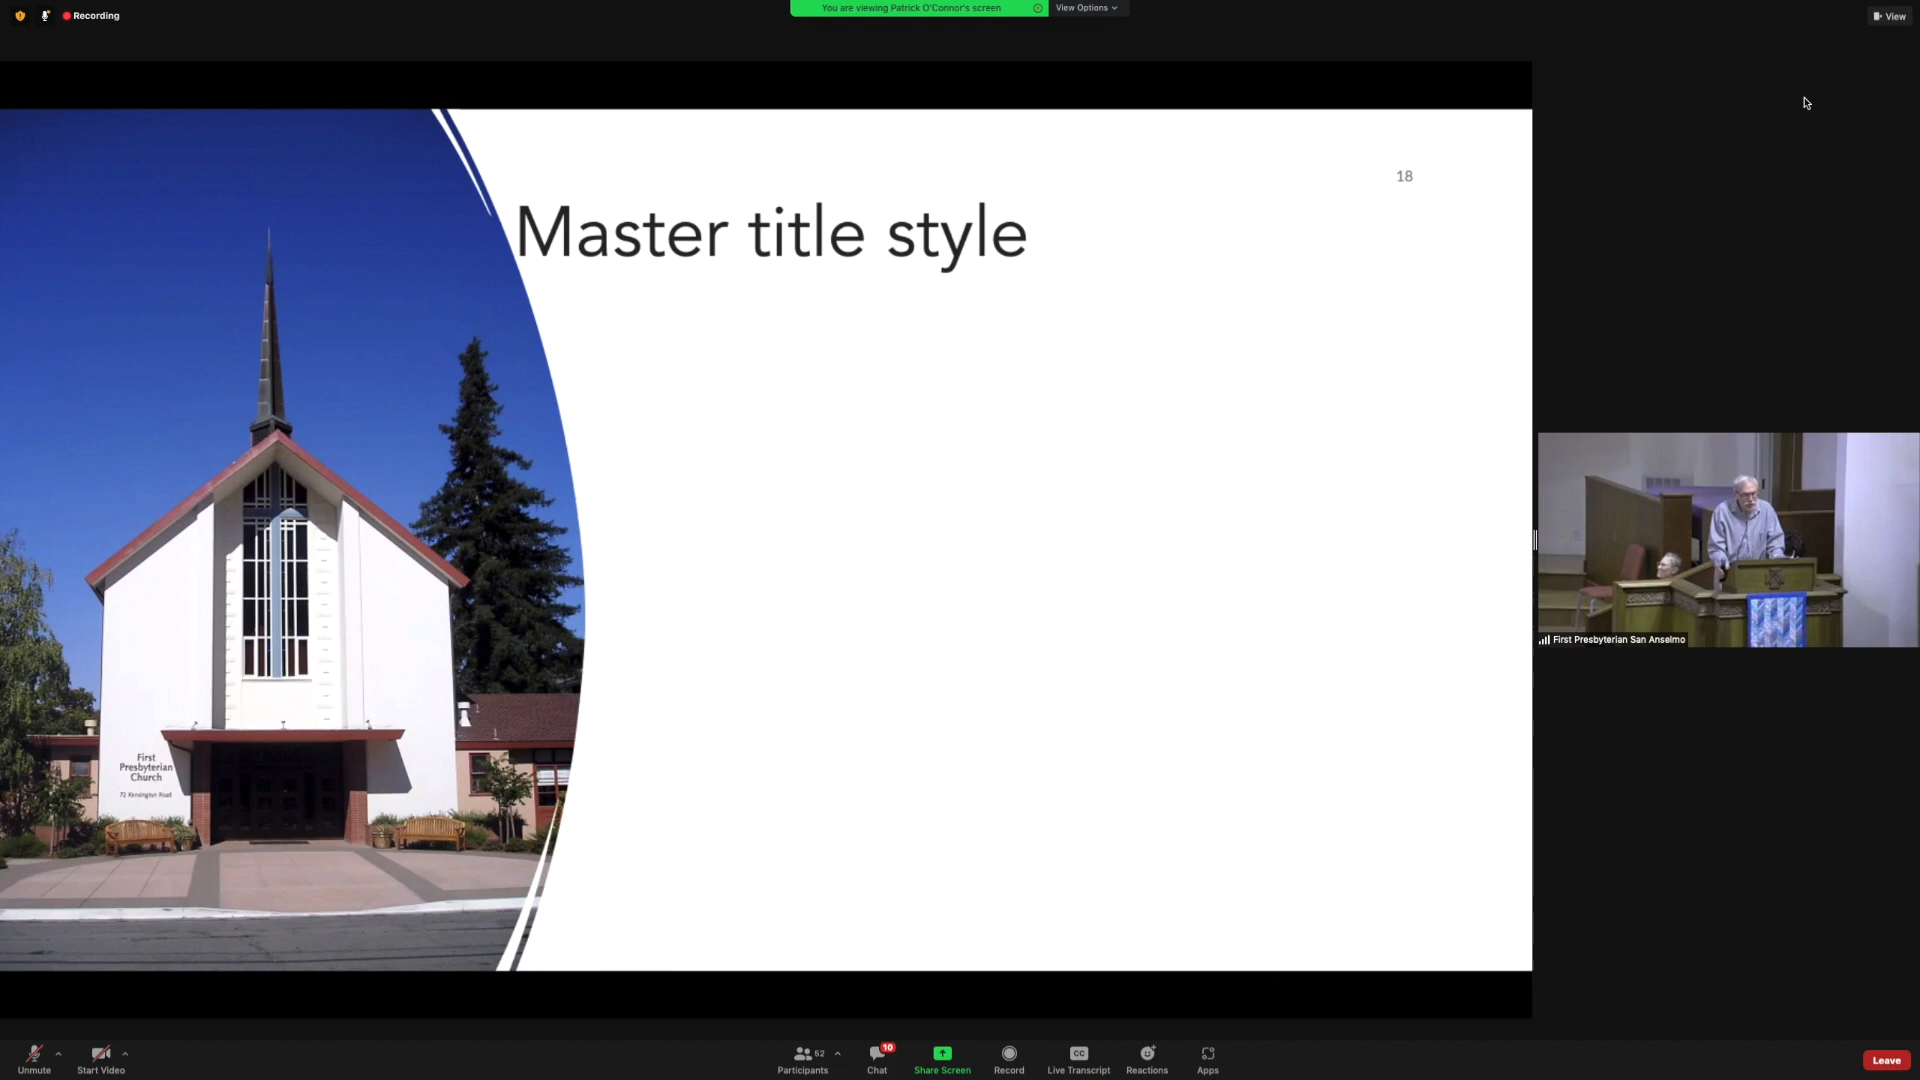 Recording
You are viewing Patrick O'Connor's screen
View Options
View
18
Master title style
First
Presbyterian
Church
72 Kensington Road
First Presbyterian San Anselmo
Unmute
Start Video
Participants
52
Chat
10
Share Screen
Record
CC
Live Transcript
Reactions
Apps
Leave